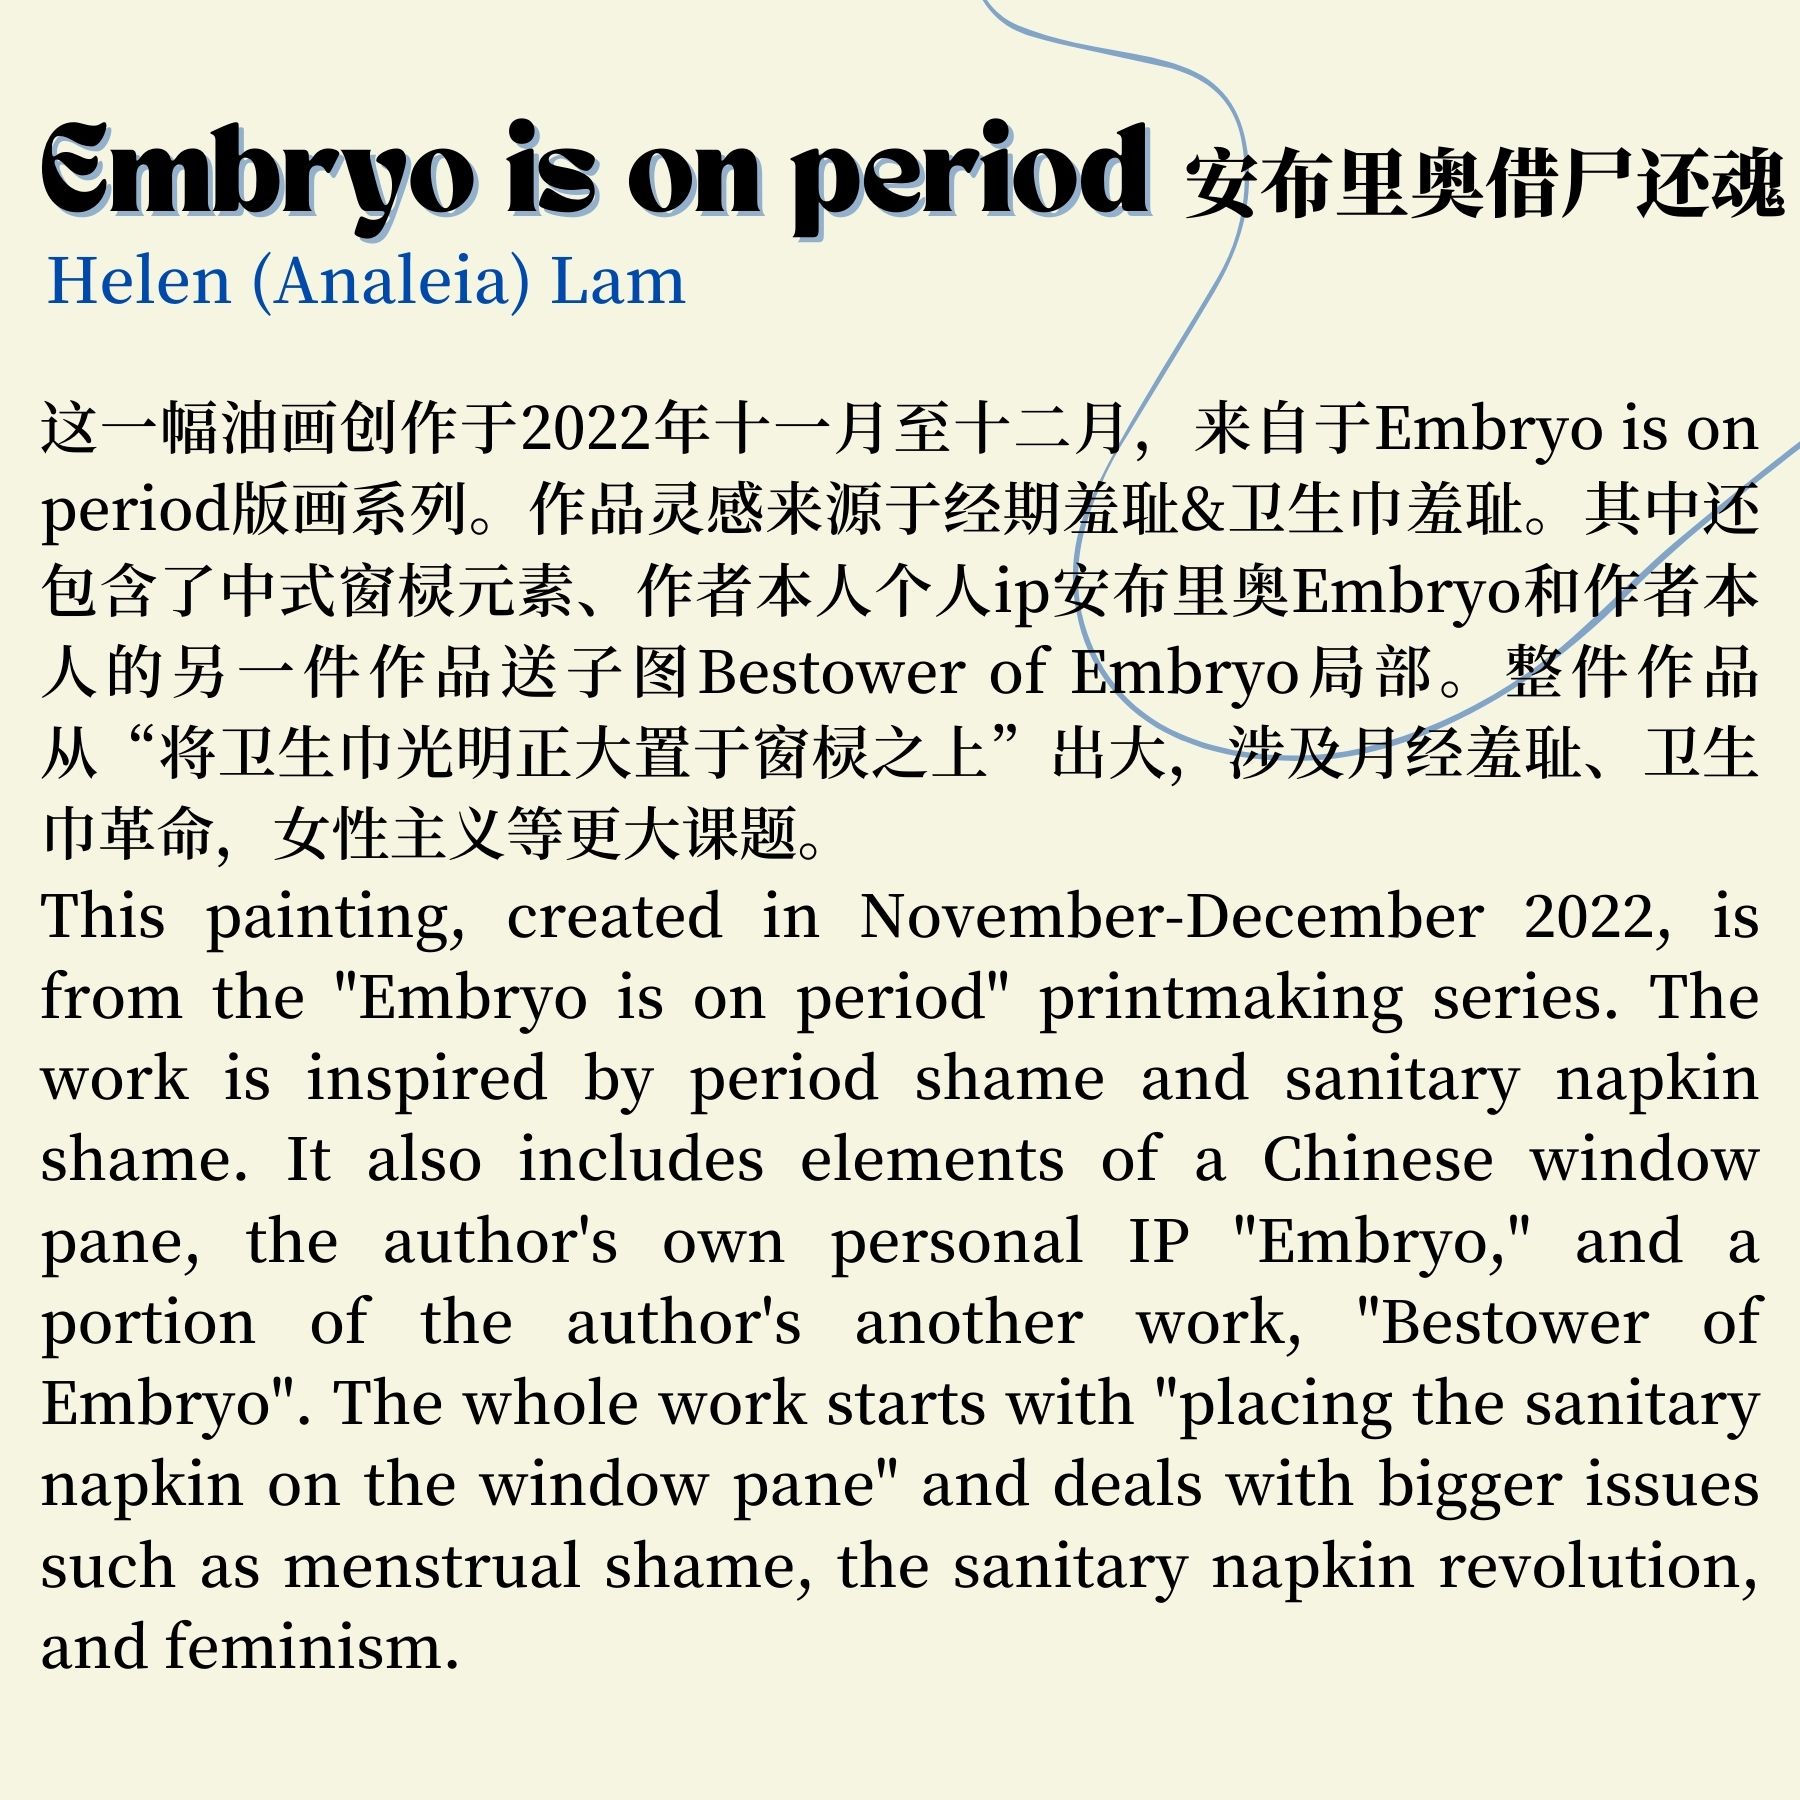 Embryo is on period 安布里奥借尸还魂
Helen (Analeia) Lam
这一幅油画创作于2022年十一月至十二月，来自于Embryo is on
period版画系列。作品灵感来源于经期羞耻&卫生巾羞耻。其中还
包含了中式窗棂元素、作者本人个人ip安布里奥Embryo和作者本
人的另一件作品送子图Bestower of Embryo局部。整件作品
从“将卫生巾光明正大置于窗棂之上”出大，涉及月经羞耻、卫生
巾革命，女性主义等更大课题。
This painting, created in November-December 2022, is
from the "Embryo is on period" printmaking series. The
work is inspired by period shame and sanitary napkin
shame. It also includes elements of a Chinese window
pane, the author's own personal IP "Embryo," and a
portion of the author's another work, "Bestower of
Embryo". The whole work starts with "placing the sanitary
napkin on the window pane" and deals with bigger issues
such as menstrual shame, the sanitary napkin revolution,
and feminism.